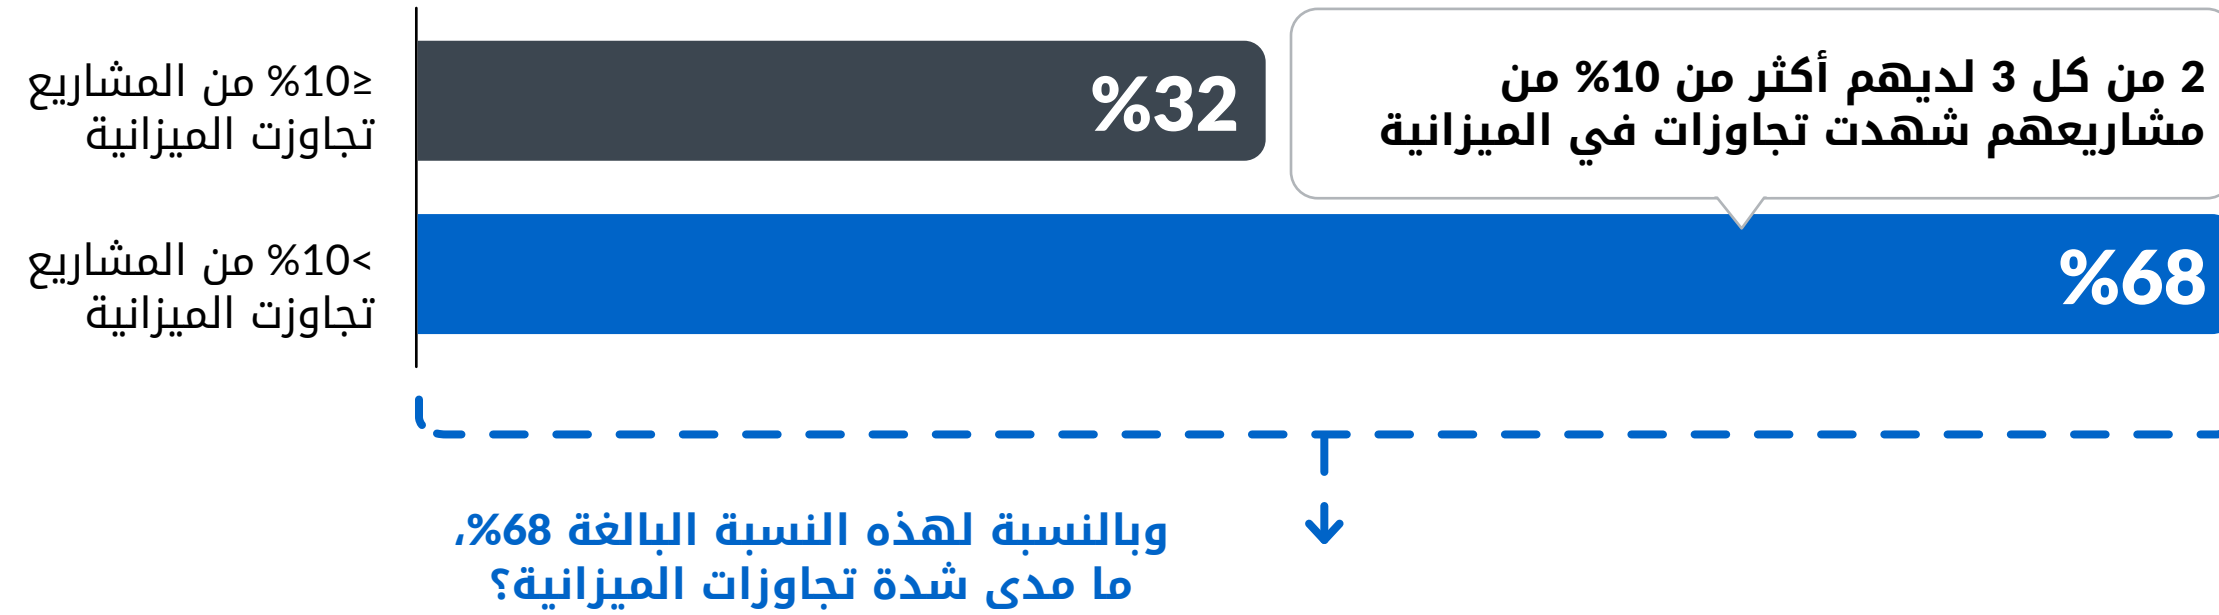 ≤10% من المشاريع
تجاوزت الميزانية
32%
2 من كل 3 لديهم أكثر من 10% من
مشاريعهم شهدت تجاوزات في الميزانية
>10% من المشاريع
تجاوزت الميزانية
68%
وبالنسبة لهذه النسبة البالغة 68%،
ما مدى شدة تجاوزات الميزانية؟